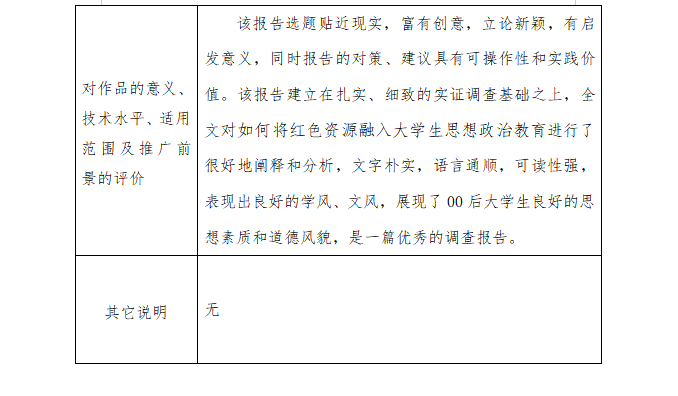 对作品的意义、
技术水平、适用
范围及推广前
景的评价
该报告选题贴近现实，富有创意，立论新颖，有启
发意义，同时报告的对策、建议具有可操作性和实践价
值。该报告建立在扎实、细致的实证调查基础之上，全
文对如何将红色资源融入大学生思想政治教育进行了
很好地阐释和分析，文字朴实，语言通顺，可读性强，
表现出良好的学风、文风，展现了 00 后大学生良好的思
想素质和道德风貌，是一篇优秀的调查报告。
其它说明
无